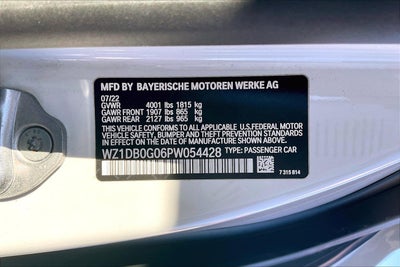 MFD BY BAYERISCHE MOTOREN WERKE AG
07/22
GVWR 4001 lbs 1815 kg
GAWR FRONT 1907 lbs 865 kg
GAWR REAR 2127 lbs 965 kg
THIS VEHICLE CONFORMS TO ALL APPLICABLE U.S.FEDERAL MOTOR
VEHICLE SAFETY, BUMPER AND THEFT PREVENTION STANDARDS
IN EFFECT ON THE DATE OF MANUFACTURE SHOWN ABOVE.
WZ1DB0G06PW054428 TYPE: PASSENGER CAR
7 315 814